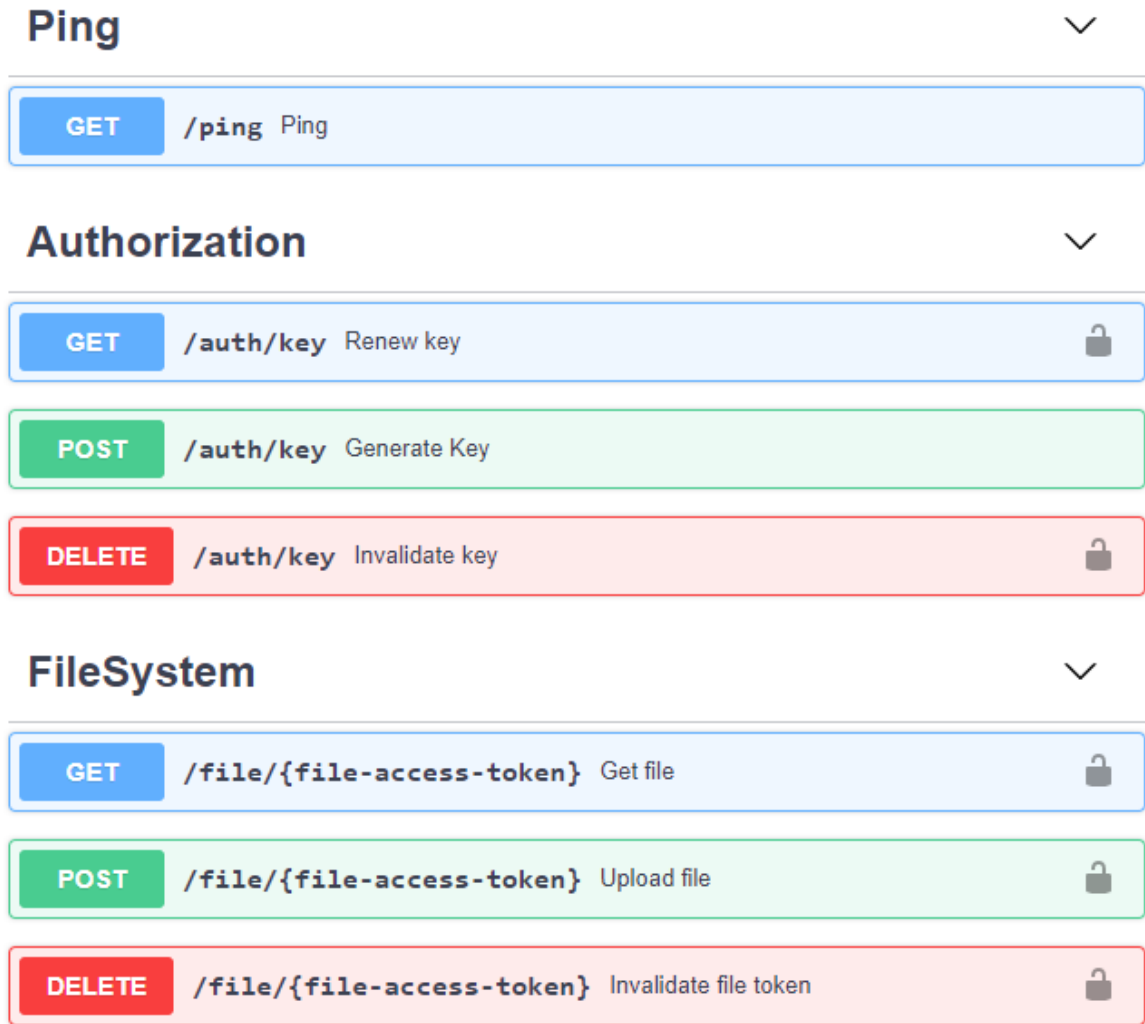 Ping
GET /ping Ping
Authorization
GET /auth/key Renew key
POST /auth/key Generate Key
DELETE /auth/key Invalidate key
FileSystem
GET /file/{file-access-token} Get file
POST /file/{file-access-token} Upload file
DELETE /file/{file-access-token} Invalidate file token